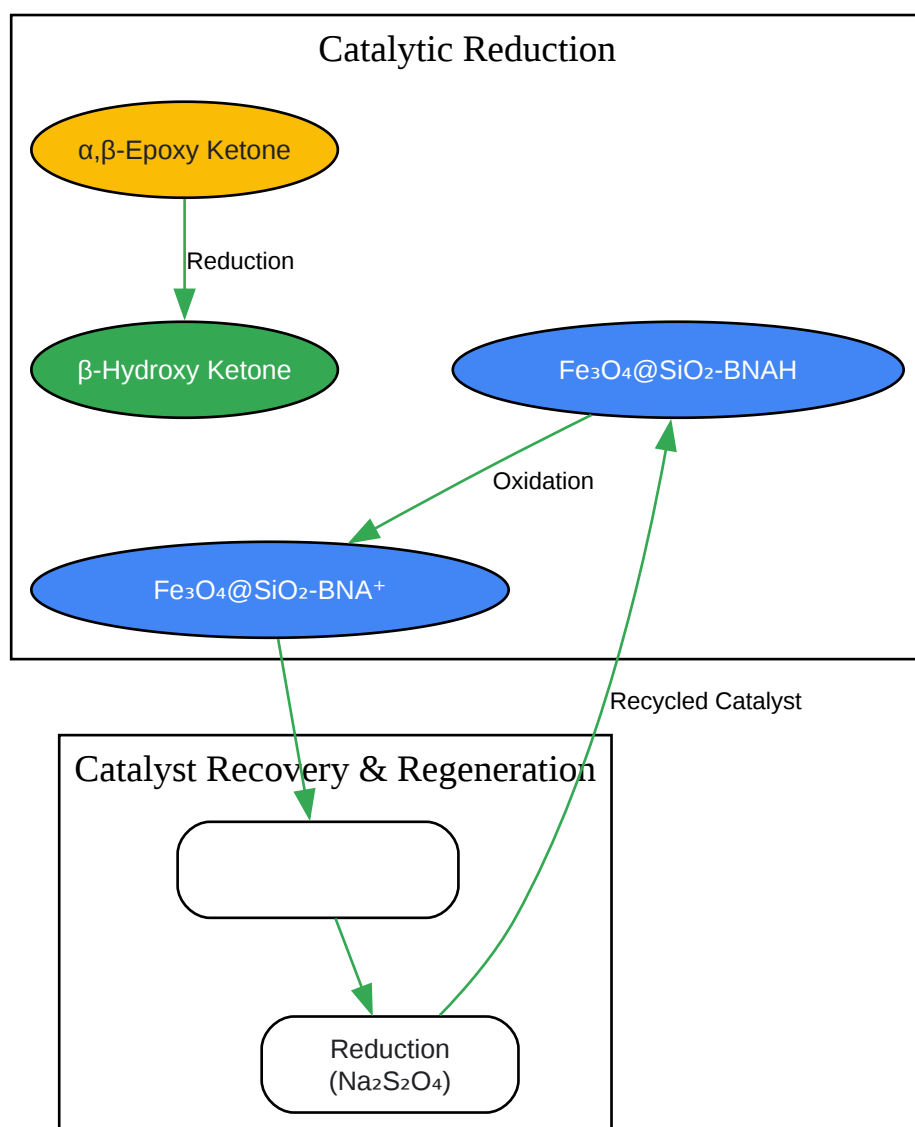 Catalytic Reduction
α,β-Epoxy Ketone
Reduction
β-Hydroxy Ketone
Fe₃O₄@SiO₂-BNAH
Oxidation
Fe₃O₄@SiO₂-BNA⁺
Recycled Catalyst
Catalyst Recovery & Regeneration
Reduction
(Na₂S₂O₄)